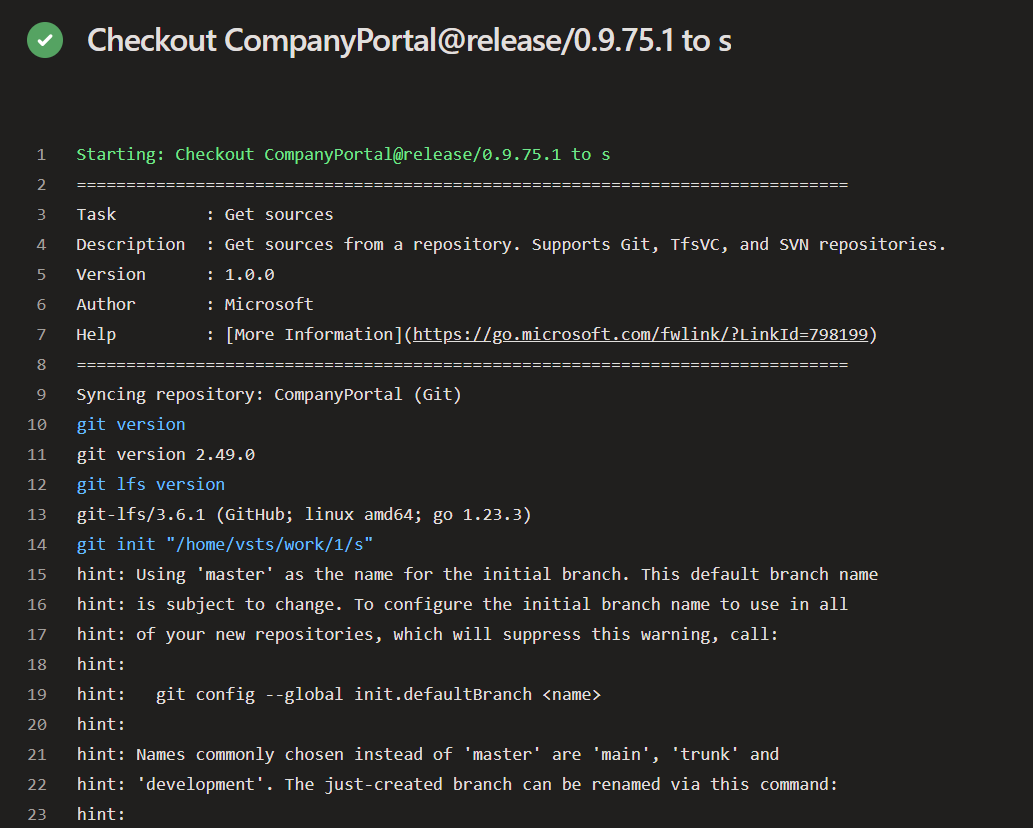 Checkout CompanyPortal@release/0.9.75.1 to s
1 Starting: Checkout CompanyPortal@release/0.9.75.1 to s
2 ==============================================================================
3 Task         : Get sources
4 Description  : Get sources from a repository. Supports Git, TfsVC, and SVN repositories.
5 Version      : 1.0.0
6 Author       : Microsoft
7 Help         : [More Information](https://go.microsoft.com/fwlink/?LinkId=798199)
8 ==============================================================================
9 Syncing repository: CompanyPortal (Git)
10 git version
11 git version 2.49.0
12 git lfs version
13 git-lfs/3.6.1 (GitHub; linux amd64; go 1.23.3)
14 git init "/home/vsts/work/1/s"
15 hint: Using 'master' as the name for the initial branch. This default branch name
16 hint: is subject to change. To configure the initial branch name to use in all
17 hint: of your new repositories, which will suppress this warning, call:
18 hint:
19 hint:   git config --global init.defaultBranch <name>
20 hint:
21 hint: Names commonly chosen instead of 'master' are 'main', 'trunk' and
22 hint: 'development'. The just-created branch can be renamed via this command:
23 hint: